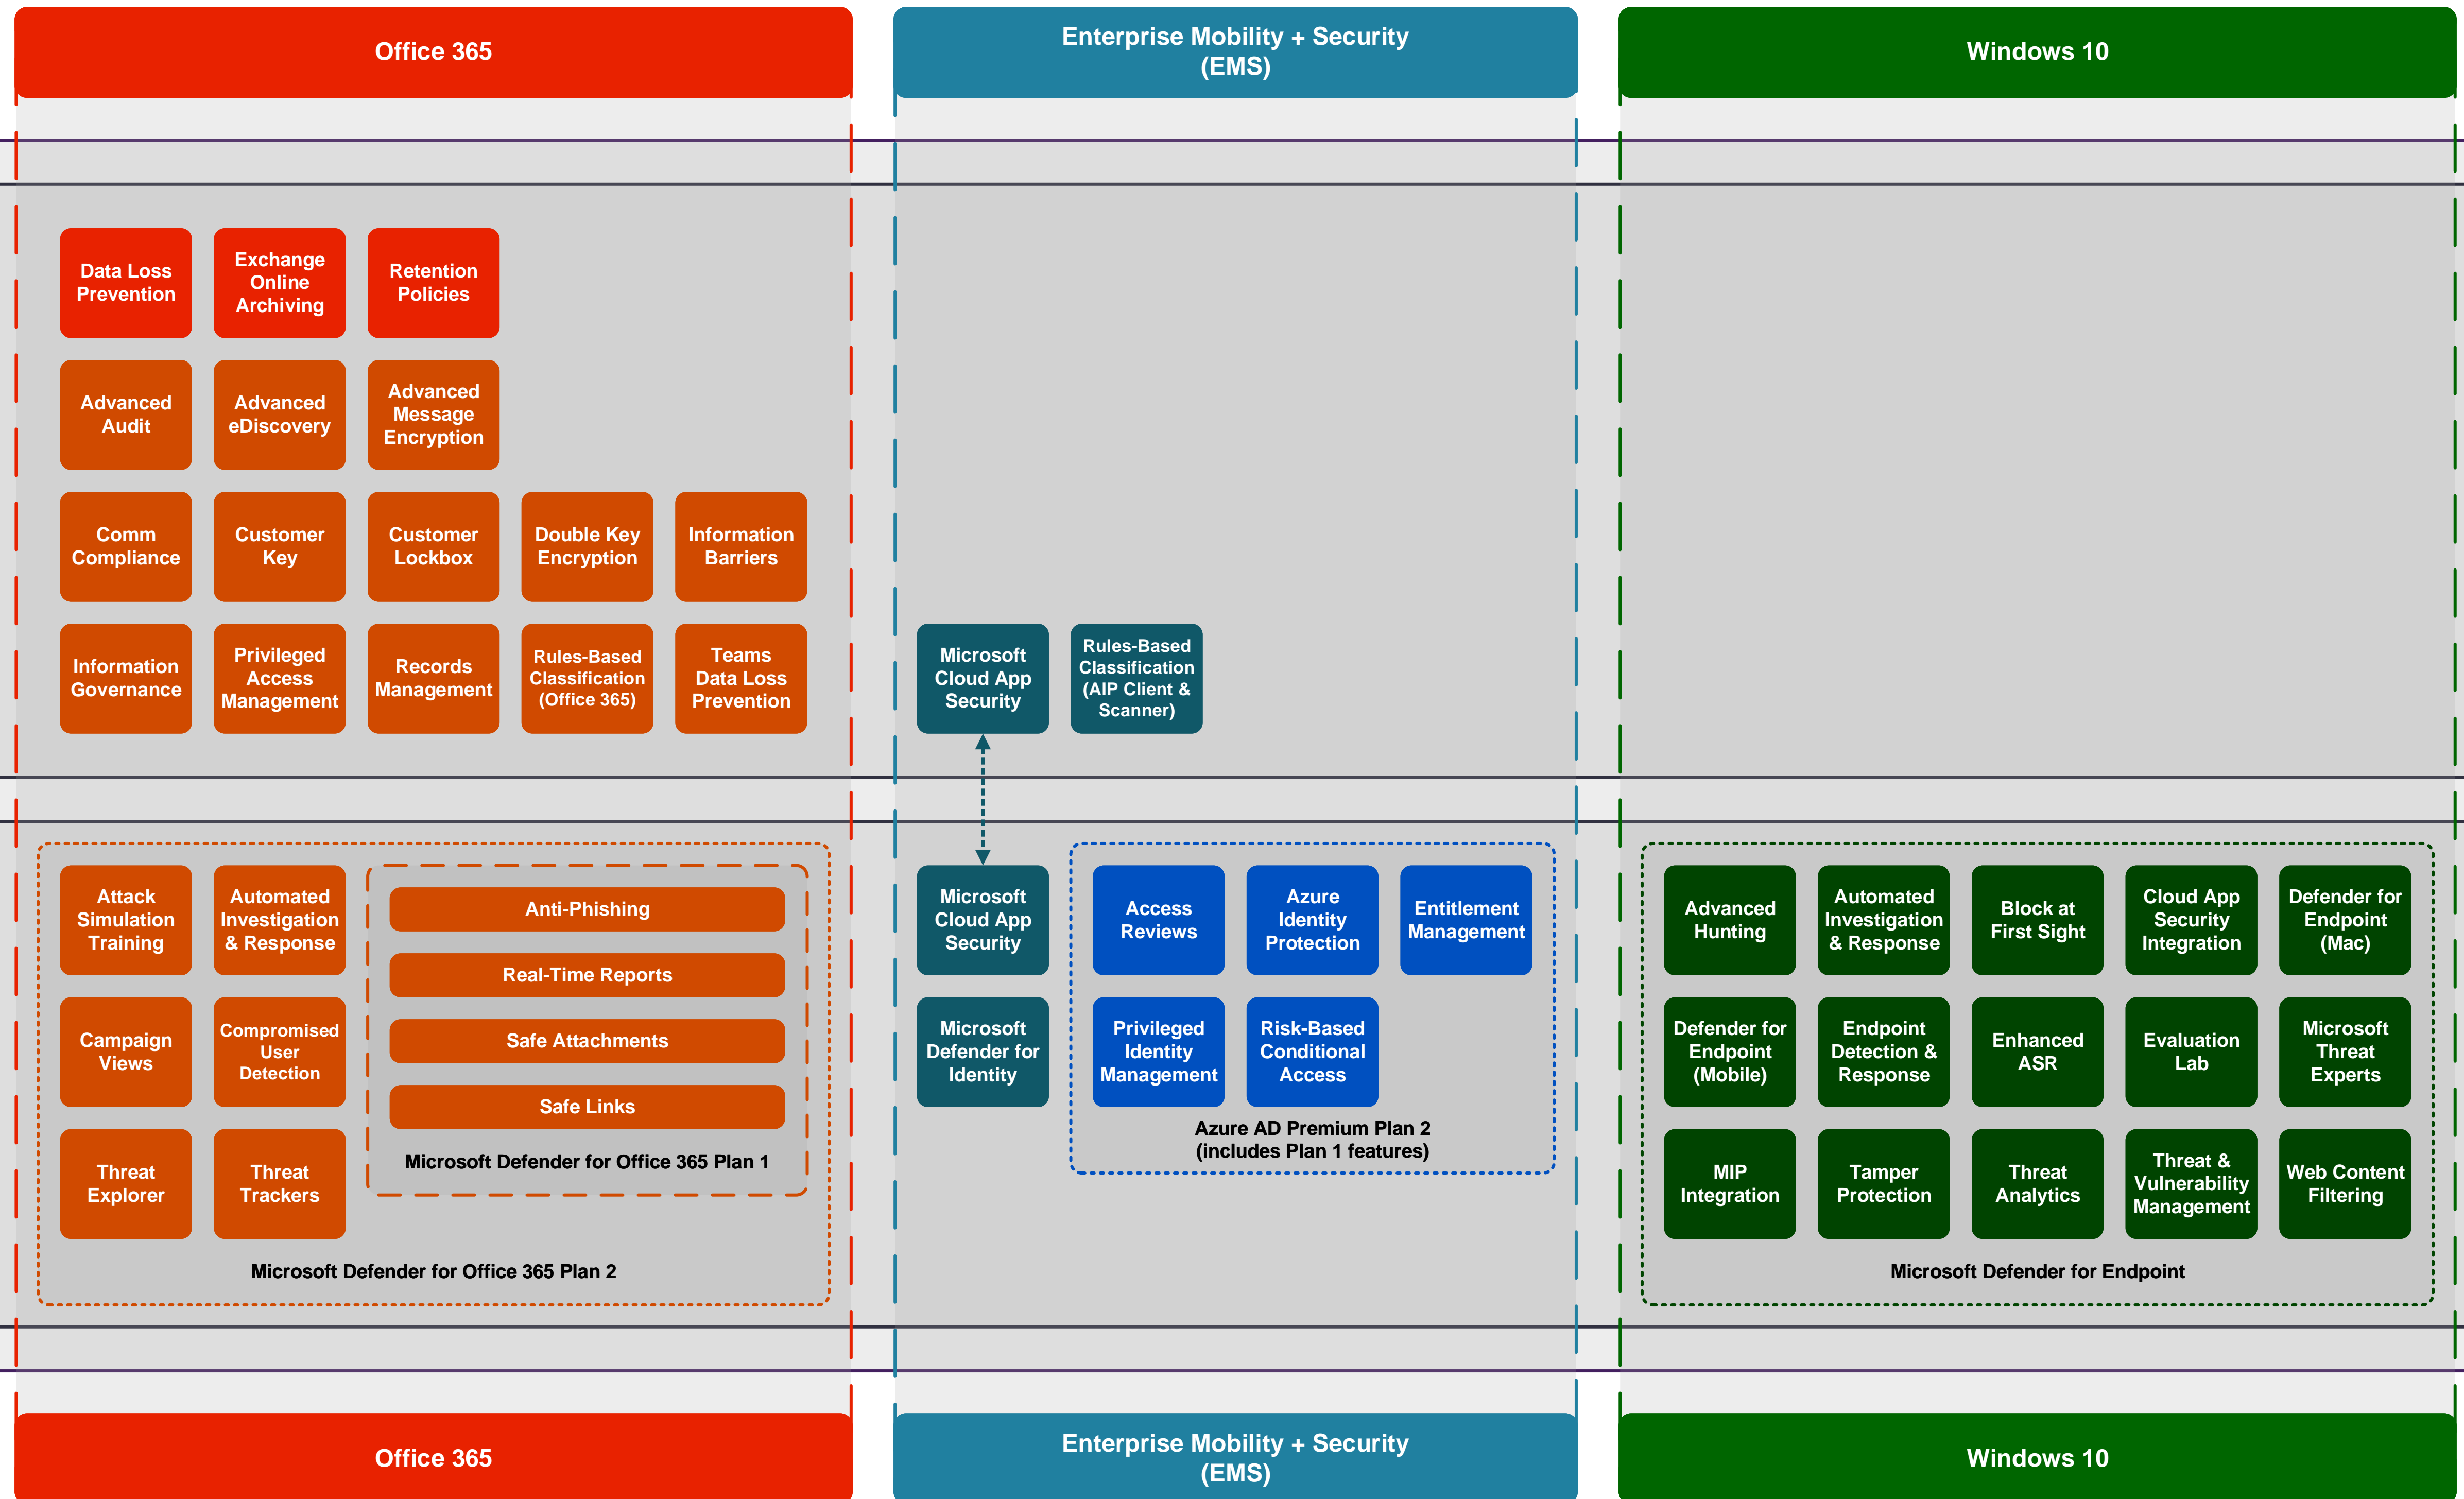 Office 365
Enterprise Mobility + Security
(EMS)
Windows 10
Data Loss
Prevention
Exchange
Online
Archiving
Retention
Policies
Advanced
Audit
Advanced
eDiscovery
Advanced
Message
Encryption
Comm
Compliance
Customer
Key
Customer
Lockbox
Double Key
Encryption
Information
Barriers
Information
Governance
Privileged
Access
Management
Records
Management
Rules-Based
Classification
(Office 365)
Teams
Data Loss
Prevention
Microsoft
Cloud App
Security
Rules-Based
Classification
(AIP Client &
Scanner)
Attack
Simulation
Training
Automated
Investigation
& Response
Campaign
Views
Compromised
User
Detection
Threat
Explorer
Threat
Trackers
Anti-Phishing
Real-Time Reports
Safe Attachments
Safe Links
Microsoft Defender for Office 365 Plan 1
Microsoft Defender for Office 365 Plan 2
Microsoft
Cloud App
Security
Microsoft
Defender for
Identity
Access
Reviews
Azure
Identity
Protection
Entitlement
Management
Privileged
Identity
Management
Risk-Based
Conditional
Access
Azure AD Premium Plan 2
(includes Plan 1 features)
Advanced
Hunting
Automated
Investigation
& Response
Block at
First Sight
Cloud App
Security
Integration
Defender for
Endpoint
(Mac)
Defender for
Endpoint
(Mobile)
Endpoint
Detection &
Response
Enhanced
ASR
Evaluation
Lab
Microsoft
Threat
Experts
MIP
Integration
Tamper
Protection
Threat
Analytics
Threat &
Vulnerability
Management
Web Content
Filtering
Microsoft Defender for Endpoint
Office 365
Enterprise Mobility + Security
(EMS)
Windows 10